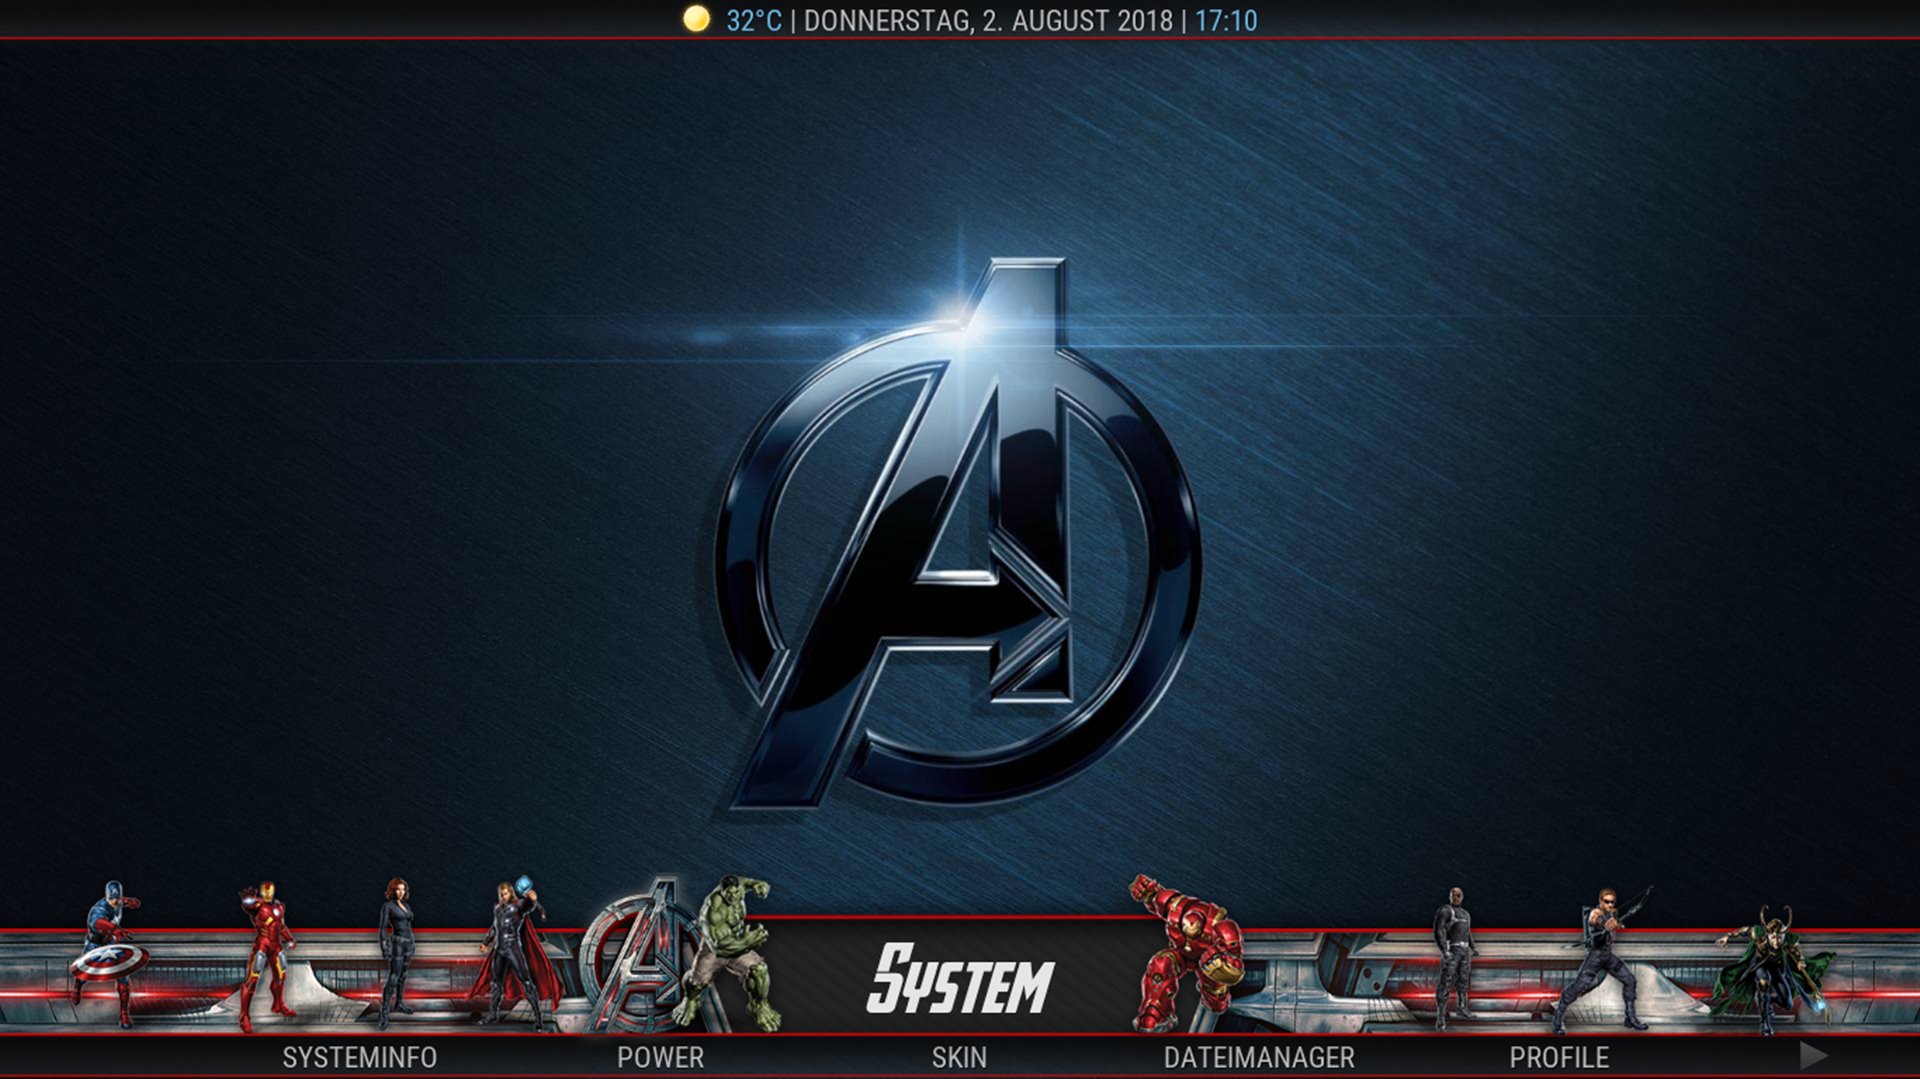 32°C | DONNERSTAG, 2. AUGUST 2018 | 17:10
SYSTEM
SYSTEMINFO POWER SKIN DATEIMANAGER PROFILE